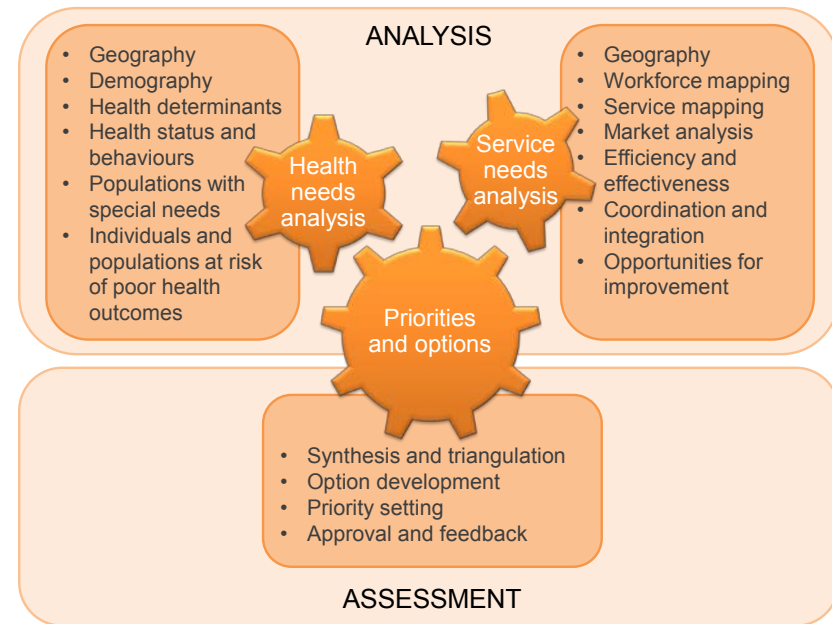 ANALYSIS
• Geography
• Demography
• Health determinants
• Health status and
behaviours
• Populations with
special needs
• Individuals and
populations at risk
of poor health
outcomes
Health
needs
analysis
Service
needs
analysis
• Geography
• Workforce mapping
• Service mapping
• Market analysis
• Efficiency and
effectiveness
• Coordination and
integration
• Opportunities for
improvement
Priorities
and options
• Synthesis and triangulation
• Option development
• Priority setting
• Approval and feedback
ASSESSMENT